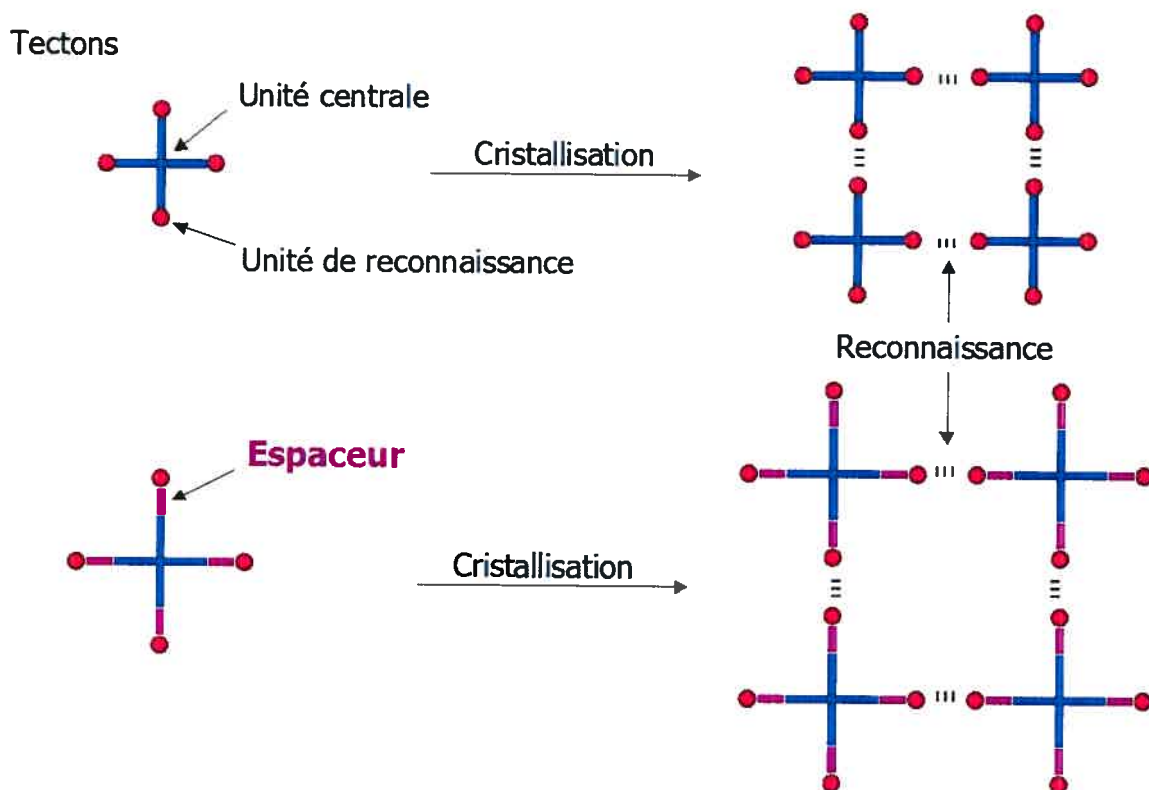 Tectons
Unité centrale
Cristallisation
Unité de reconnaissance
Reconnaissance
Espaceur
Cristallisation